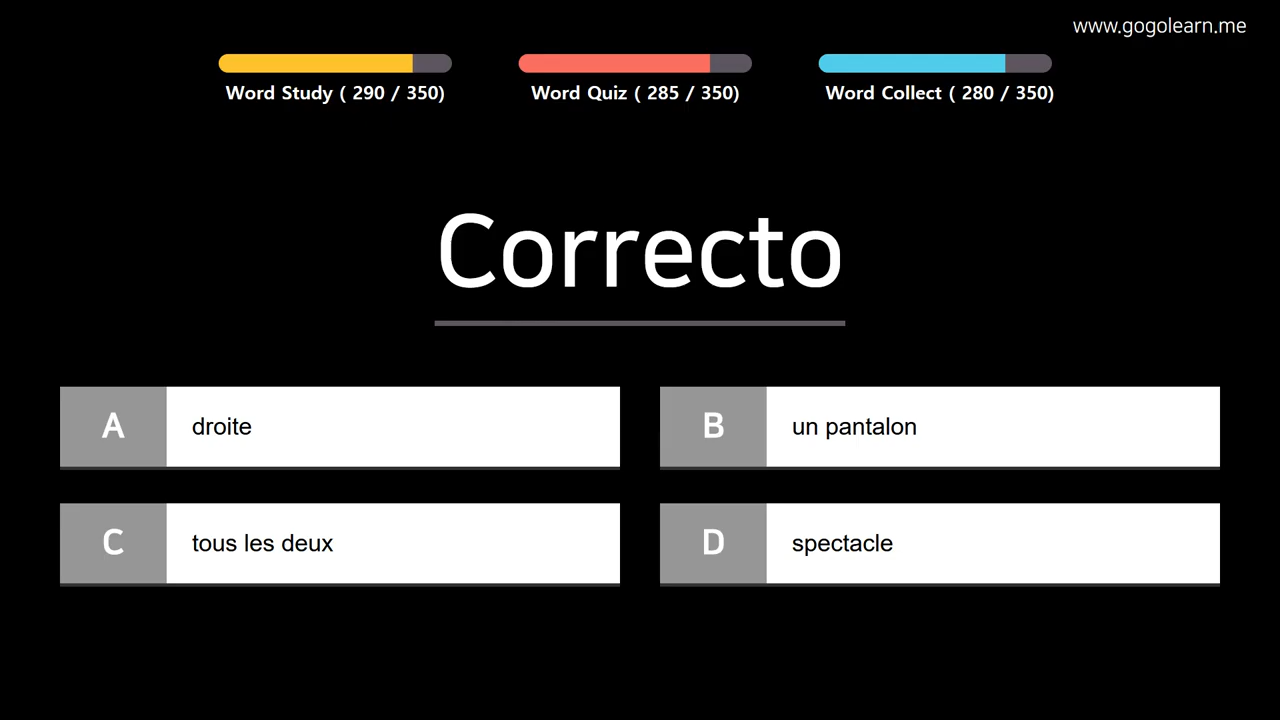 www.gogolearn.me
Word Study ( 290 / 350)
Word Quiz ( 285 / 350)
Word Collect ( 280 / 350)
Correcto
A droite
B un pantalon
C tous les deux
D spectacle